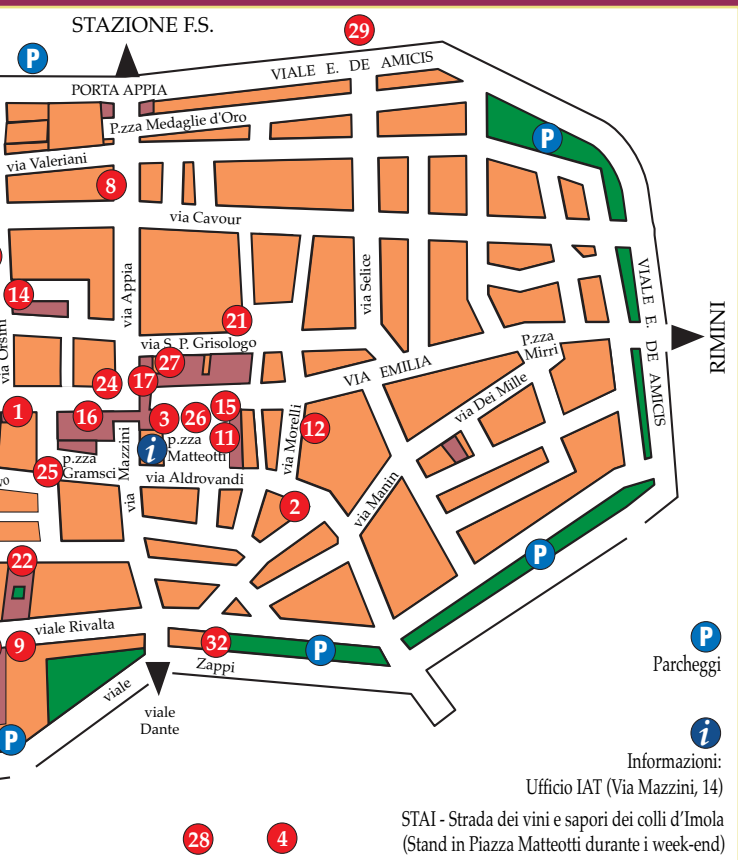 STAZIONE F.S.
29
P
VIALE E. DE AMICIS
PORTA APPIA
P.zza Medaglie d'Oro
P
via Valeriani
8
via Cavour
14
via Appia
via Selice
VIALE E. DE AMICIS
RIMINI
21
via Orsini
via S. P. Grisologo
P.zza
Mirri
27
VIA EMILIA
24
17
via Dei Mille
1
16
3
26
15
via Morelli
12
11
i
p.zza
Matteotti
via Mazzini
p.zza
Gramsci
25
via Aldrovandi
via Manin
2
22
P
viale Rivalta
9
32
P
viale Zappi
P
Parcheggi
viale
Dante
P
i
Informazioni:
Ufficio IAT (Via Mazzini, 14)
STAI - Strada dei vini e sapori dei colli d'Imola
(Stand in Piazza Matteotti durante i week-end)
28
4